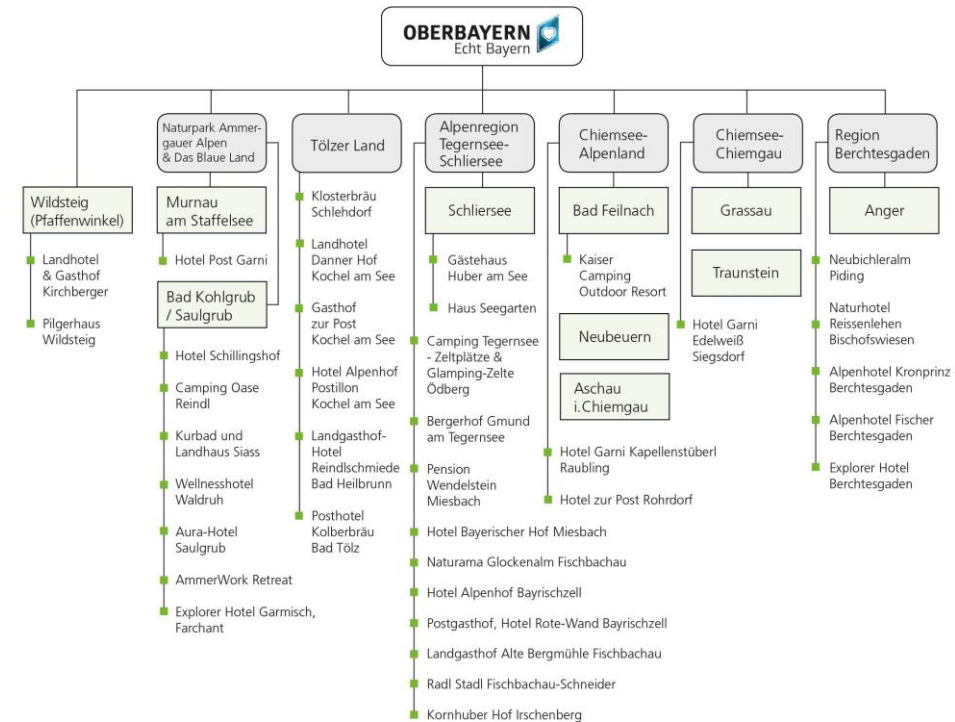 OBERBAYERN
Echt Bayern
Naturpark Ammer-
gauer Alpen
& Das Blaue Land
Tölzer Land
Alpenregion
Tegernsee-
Schliersee
Chiemsee-
Alpenland
Chiemsee-
Chiemgau
Region
Berchtesgaden
Wildsteig
(Pfaffenwinkel)
Landhotel
& Gasthof
Kirchberger
Pilgerhaus
Wildsteig
Murnau
am Staffelsee
Hotel Post Garni
Bad Kohlgrub
/ Saulgrub
Hotel Schillingshof
Camping Oase
Reindl
Kurbad und
Landhaus Siass
Wellnesshotel
Waldruh
Aura-Hotel
Saulgrub
AmmerWork Retreat
Explorer Hotel Garmisch,
Farchant
Klosterbräu
Schlehdorf
Landhotel
Danner Hof
Kochel am See
Gasthof
zur Post
Kochel am See
Hotel Alpenhof
Postillon
Kochel am See
Landgasthof-
Hotel
Reindlschmiede
Bad Heilbrunn
Posthotel
Kolberbräu
Bad Tölz
Schliersee
Gästehaus
Huber am See
Haus Seegarten
Camping Tegernsee
- Zeltplätze &
Glamping-Zelte
Ödberg
Bergerhof Gmund
am Tegernsee
Pension
Wendelstein
Miesbach
Hotel Bayerischer Hof Miesbach
Naturama Glockenalm Fischbachau
Hotel Alpenhof Bayrischzell
Postgasthof, Hotel Rote-Wand Bayrischzell
Landgasthof Alte Bergmühle Fischbachau
Radl Stadl Fischbachau-Schneider
Kornhuber Hof Irschenberg
Bad Feilnach
Kaiser
Camping
Outdoor Resort
Neubeuern
Aschau
i.Chiemgau
Hotel Garni Kapellenstüberl
Raubling
Hotel zur Post Rohrdorf
Grassau
Traunstein
Hotel Garni
Edelweiß
Siegsdorf
Anger
Neubichleralm
Piding
Naturhotel
Reissenlehen
Bischofswiesen
Alpenhotel Kronprinz
Berchtesgaden
Alpenhotel Fischer
Berchtesgaden
Explorer Hotel
Berchtesgaden